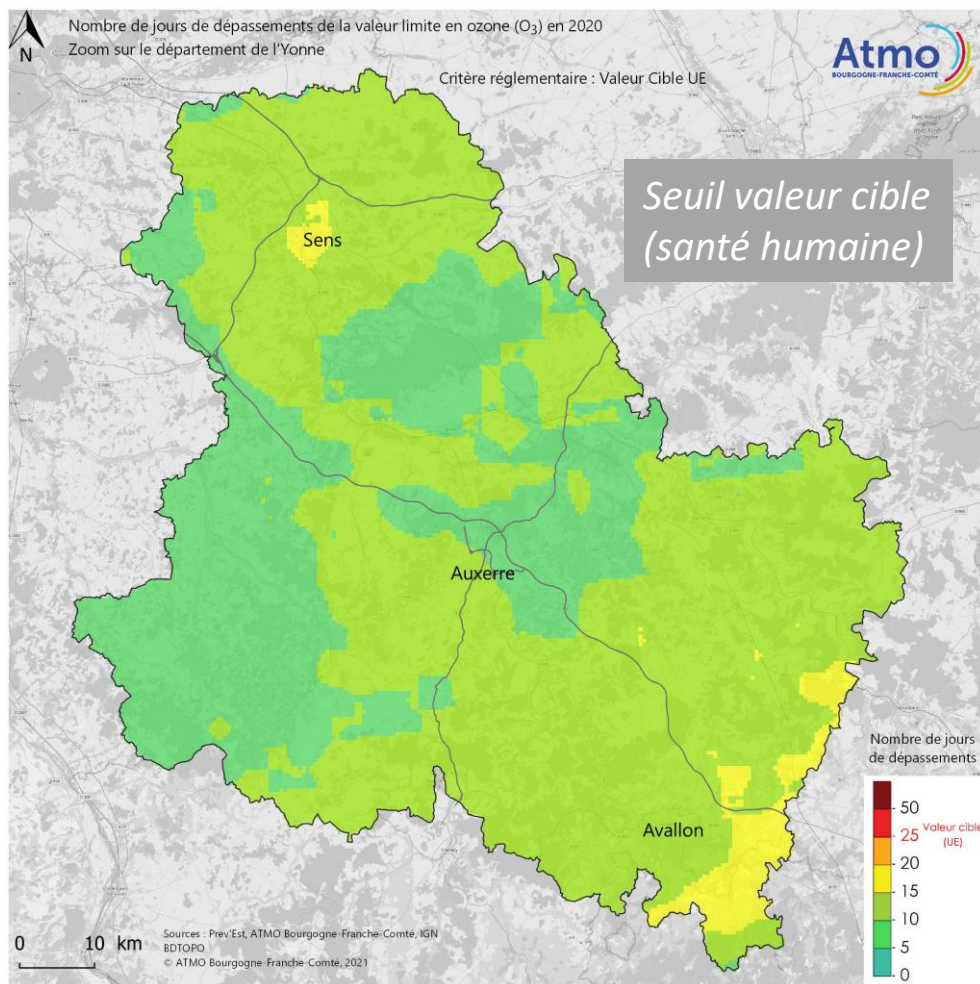 Nombre de jours de dépassements de la valeur limite en ozone (O₃) en 2020
Zoom sur le département de l'Yonne
N
Critère réglementaire : Valeur Cible UE
Atmo
BOURGOGNE-FRANCHE-COMTÉ
Seuil valeur cible
(santé humaine)
Sens
Auxerre
Avallon
Nombre de jours
de dépassements
50
25 Valeur cible
(UE)
20
15
10
5
0
0 10 km
Sources : Prev'Est, ATMO Bourgogne-Franche-Comté, IGN
BDTOPO
© ATMO Bourgogne-Franche-Comté, 2021